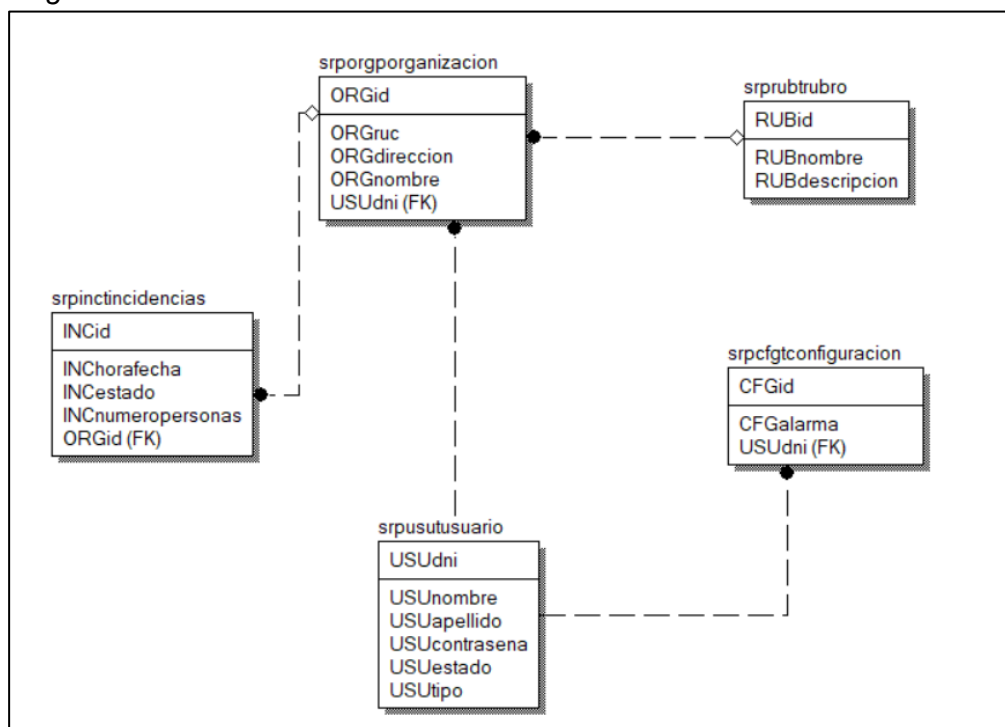 srporgporganizacion
ORGid
ORGruc
ORGdireccion
ORGnombre
USUdni (FK)
srprubtrubro
RUBid
RUBnombre
RUBdescripcion
srpinctincidencias
INCid
INChorafecha
INCestado
INCnumeropersonas
ORGid (FK)
srpcfgtconfiguracion
CFGid
CFGalarma
USUdni (FK)
srpusutusuario
USUdni
USUnombre
USUapellido
USUcontrasena
USUestado
USUtipo